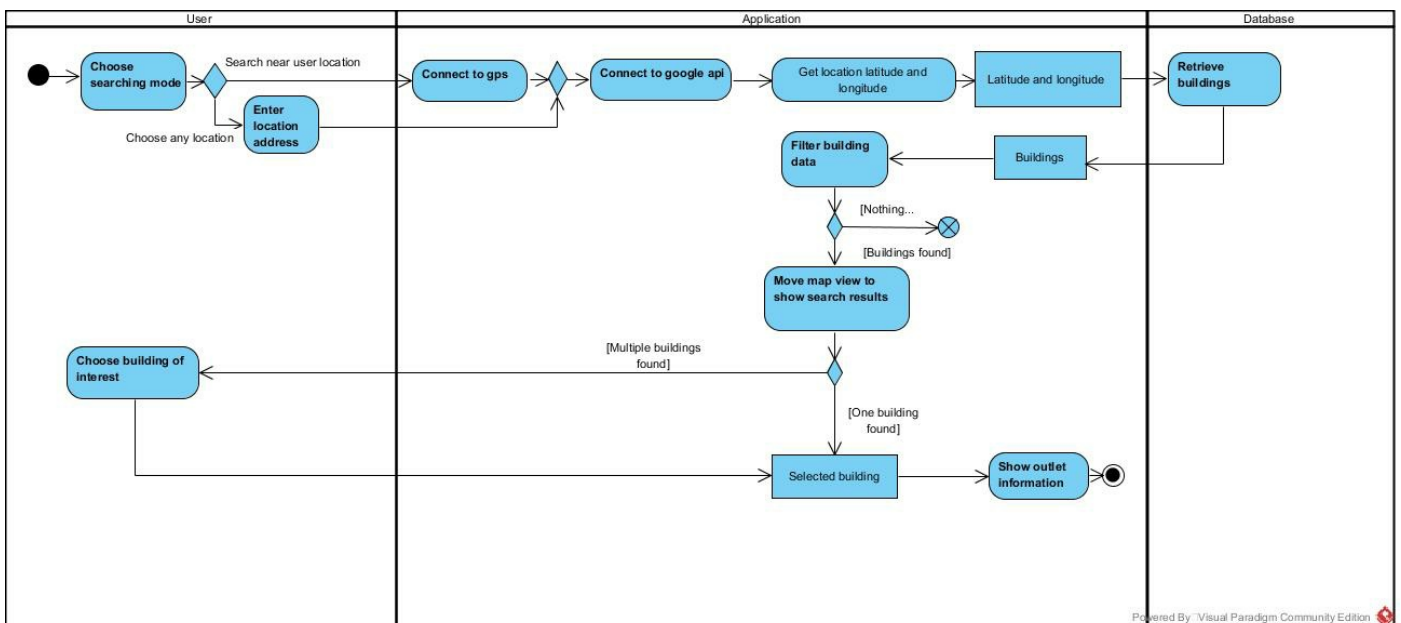 User
Application
Database
Choose
searching mode
Search near user location
Choose any location
Enter
location
address
Connect to gps
Connect to google api
Get location latitude and
longitude
Latitude and longitude
Retrieve
buildings
Buildings
Filter building
data
[Nothing...
[Buildings found]
Move map view to
show search results
[Multiple buildings
found]
Choose building of
interest
[One building
found]
Selected building
Show outlet
information
Powered By Visual Paradigm Community Edition